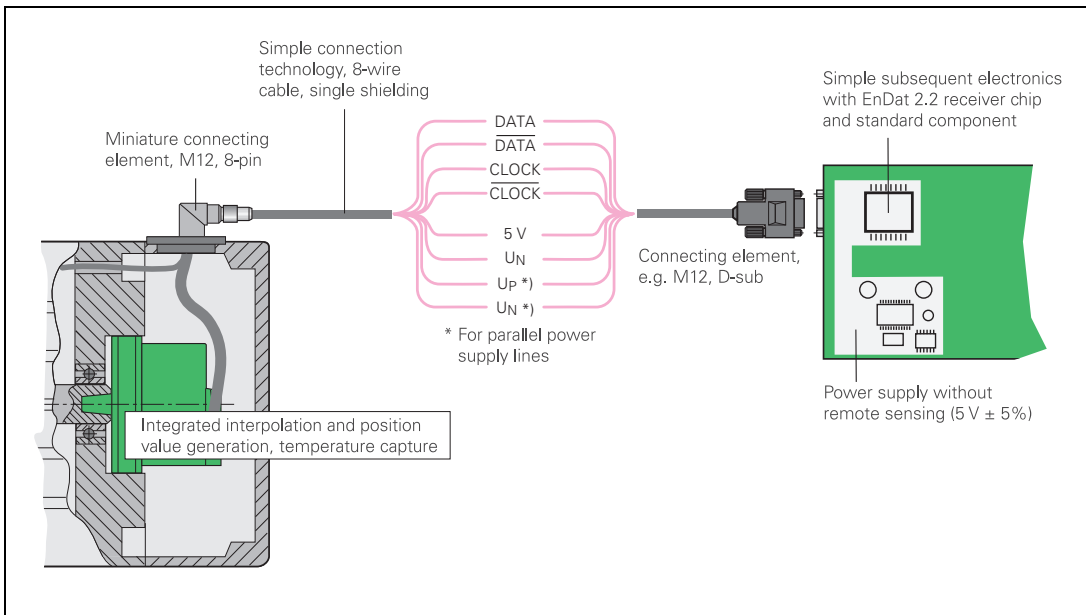 Simple connection
technology, 8-wire
cable, single shielding
Miniature connecting
element, M12, 8-pin
DATA
D̅A̅T̅A̅
CLOCK
C̅L̅O̅C̅K̅
5 V
UN
UP *)
UN *)
* For parallel power
supply lines
Connecting element,
e.g. M12, D-sub
Simple subsequent electronics
with EnDat 2.2 receiver chip
and standard component
Power supply without
remote sensing (5 V ± 5%)
Integrated interpolation and position
value generation, temperature capture